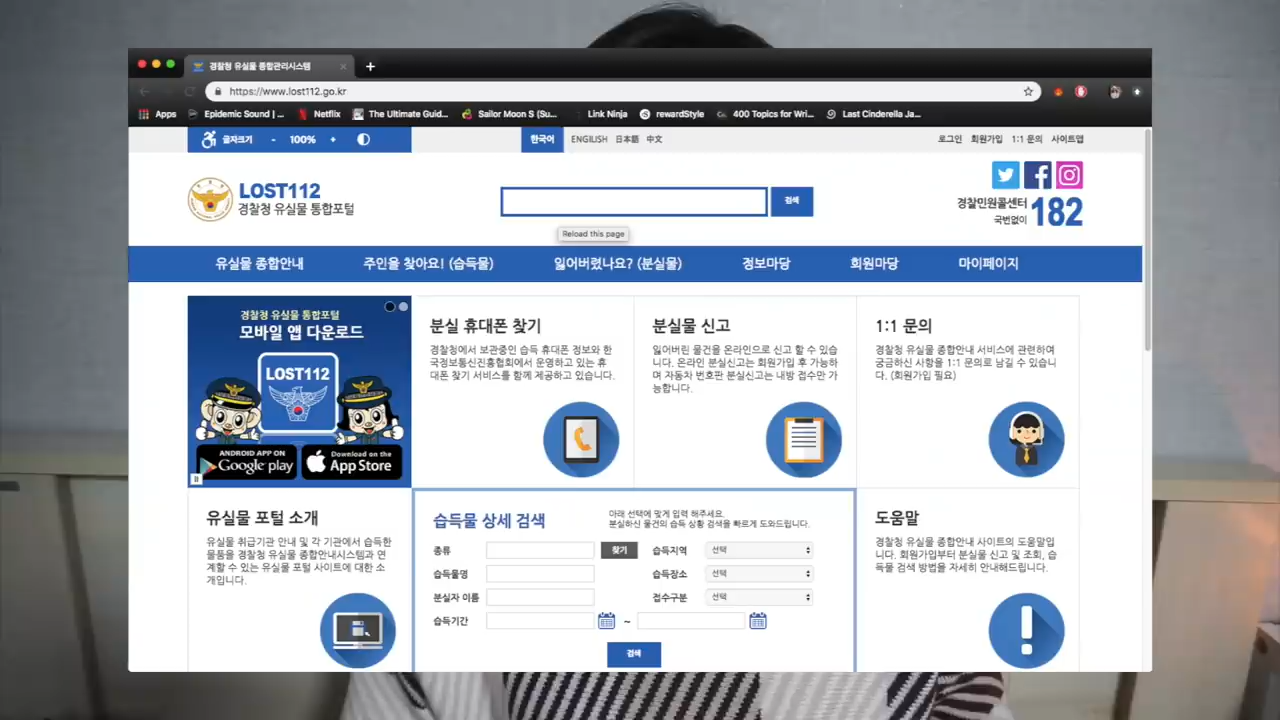 경찰청 유실물 종합관리시스템
https://www.lost112.go.kr
Apps
Epidemic Sound | ...
Netflix
The Ultimate Guid...
Sailor Moon S (Su...
Link Ninja
rewardStyle
400 Topics for Wri...
Last Cinderella Ja...
글자크기 - 100% +
한국어 ENGLISH 日本語 中文
로그인 회원가입 1:1 문의 사이트맵
LOST112
경찰청 유실물 통합포털
검색
경찰민원콜센터
국번없이
182
Reload this page
유실물 종합안내
주인을 찾아요! (습득물)
잃어버렸나요? (분실물)
정보마당
회원마당
마이페이지
경찰청 유실물 통합포털
모바일 앱 다운로드
LOST112
ANDROID APP ON
Google play
Download on the
App Store
분실 휴대폰 찾기
경찰청에서 보관중인 습득 휴대폰 정보와 한
국정보통신진흥협회에서 운영하고 있는 휴
대폰 찾기 서비스를 함께 제공하고 있습니다.
분실물 신고
잃어버린 물건을 온라인으로 신고 할 수 있습
니다. 온라인 분실신고는 회원가입 후 가능하
며 자동차 번호판 분실신고는 내방 접수만 가
능합니다.
1:1 문의
경찰청 유실물 종합안내 서비스에 관련하여
궁금하신 사항을 1:1 문의로 남길 수 있습니
다. (회원가입 필요)
유실물 포털 소개
유실물 취급기관 안내 및 각 기관에서 습득한
물품을 경찰청 유실물 종합안내시스템과 연
계할 수 있는 유실물 포털 사이트에 대한 소
개입니다.
습득물 상세 검색
아래 선택에 맞게 입력 해주세요.
분실하신 물건의 습득 상황 검색을 빠르게 도와드립니다.
종류 찾기 습득지역 선택
습득물명 습득장소 선택
분실자 이름 접수구분 선택
습득기간 ~
검색
도움말
경찰청 유실물 종합안내 사이트의 도움말입
니다. 회원가입부터 분실물 신고 및 조회, 습
득물 검색 방법을 자세히 안내해드립니다.